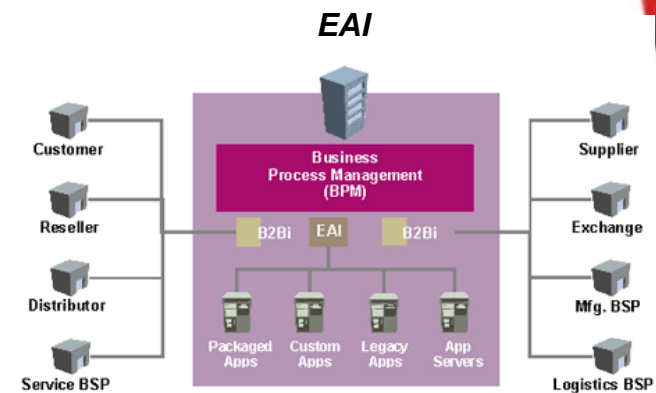 EAI
Customer
Reseller
Distributor
Service BSP
Business
Process Management
(BPM)
B2Bi
EAI
B2Bi
Packaged
Apps
Custom
Apps
Legacy
Apps
App
Servers
Supplier
Exchange
Mfg. BSP
Logistics BSP